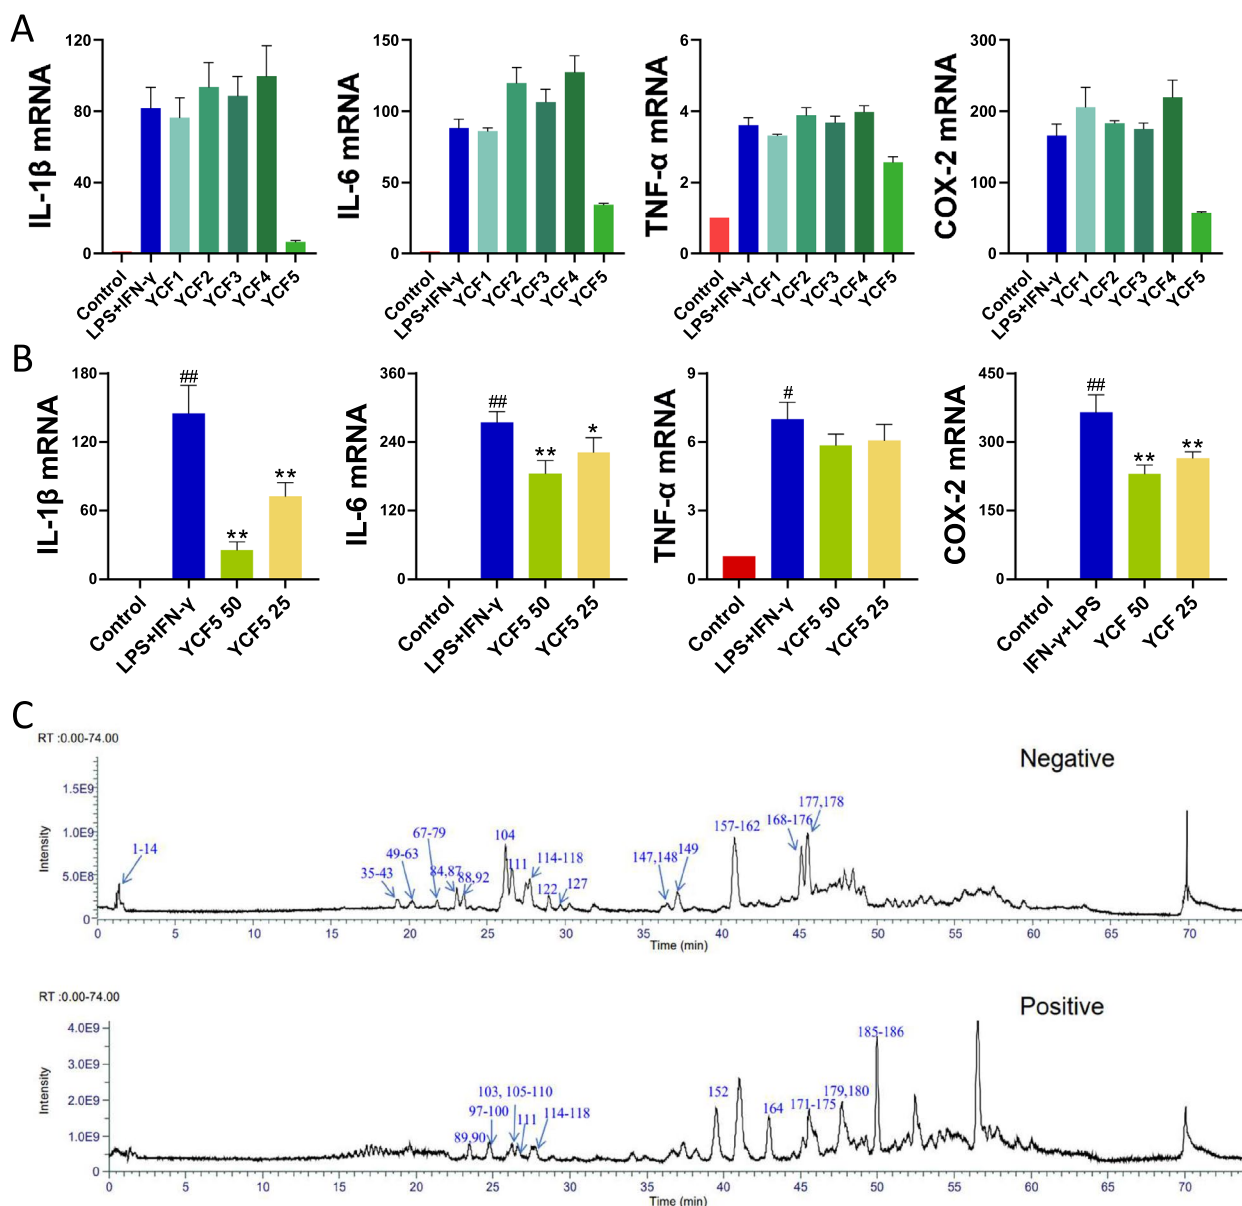 A
IL-1β mRNA
120
80
40
0
Control
LPS+IFN-γ
YCF1
YCF2
YCF3
YCF4
YCF5
IL-6 mRNA
150
100
50
0
Control
LPS+IFN-γ
YCF1
YCF2
YCF3
YCF4
YCF5
TNF-α mRNA
6
4
2
0
Control
LPS+IFN-γ
YCF1
YCF2
YCF3
YCF4
YCF5
COX-2 mRNA
300
200
100
0
Control
LPS+IFN-γ
YCF1
YCF2
YCF3
YCF4
YCF5
B
IL-1β mRNA
180
120
60
0
##
**
**
Control
LPS+IFN-γ
YCF5 50
YCF5 25
IL-6 mRNA
360
240
120
0
##
**
*
Control
LPS+IFN-γ
YCF5 50
YCF5 25
TNF-α mRNA
9
6
3
0
#
Control
LPS+IFN-γ
YCF5 50
YCF5 25
COX-2 mRNA
450
300
150
0
##
**
**
Control
IFN-γ+LPS
YCF 50
YCF 25
C
RT :0.00-74.00
Negative
Intensity
1.5E9
1.0E9
5.0E8
0
1-14
35-43
49-63
67-79
84,87
88,92
104
111
114-118
122
127
147,148
149
157-162
168-176
177,178
0 5 10 15 20 25 30 35 40 45 50 55 60 65 70
Time (min)
RT :0.00-74.00
Positive
Intensity
4.0E9
3.0E9
2.0E9
1.0E9
0
89,90
97-100
103, 105-110
111
114-118
152
164
171-175
179,180
185-186
0 5 10 15 20 25 30 35 40 45 50 55 60 65 70
Time (min)